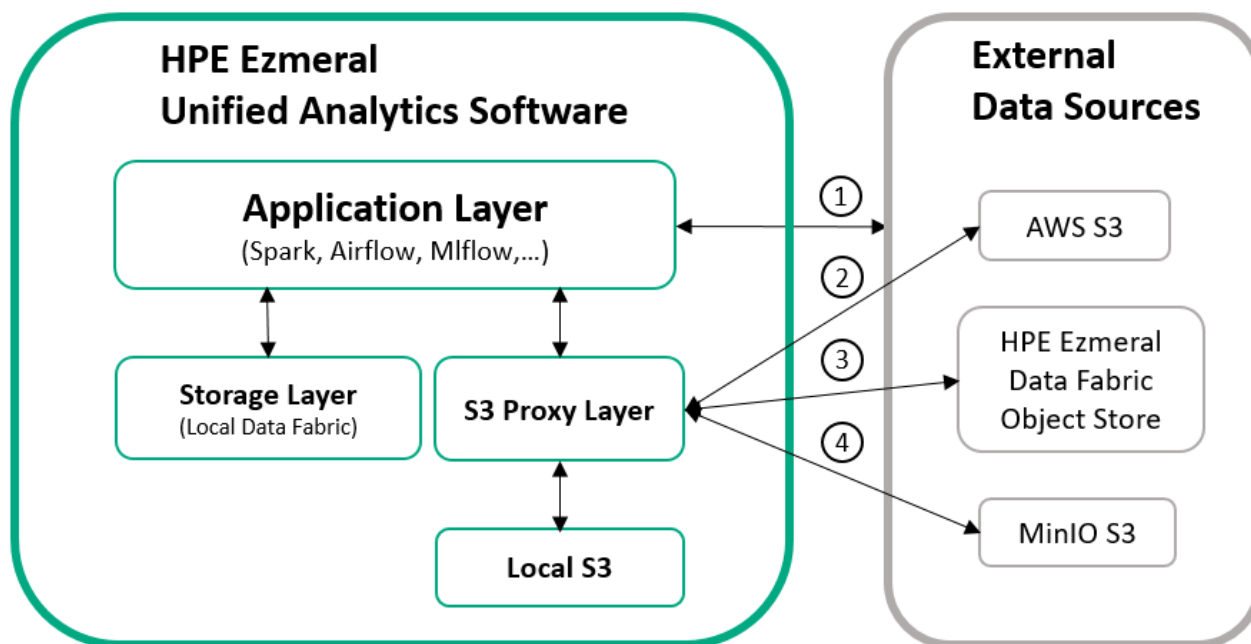 HPE Ezmeral
Unified Analytics Software
Application Layer
(Spark, Airflow, Mlflow,...)
Storage Layer
(Local Data Fabric)
S3 Proxy Layer
Local S3
1
2
3
4
External
Data Sources
AWS S3
HPE Ezmeral
Data Fabric
Object Store
MinIO S3